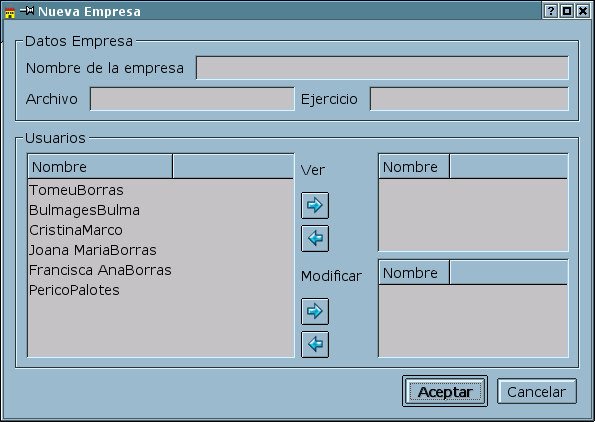 Nueva Empresa
Datos Empresa
Nombre de la empresa
Archivo Ejercicio
Usuarios
Nombre
TomeuBorras
BulmagesBulma
CristinaMarco
Joana MariaBorras
Francisca AnaBorras
PericoPalotes
Ver
Modificar
Nombre
Nombre
Aceptar Cancelar